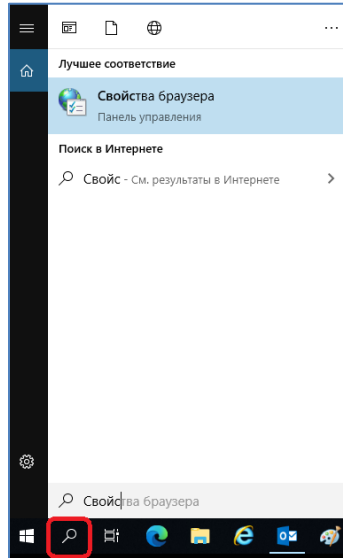 Лучшее соответствие
Свойства браузера
Панель управления
Поиск в Интернете
Свойс - См. результаты в Интернете
Свойства браузера